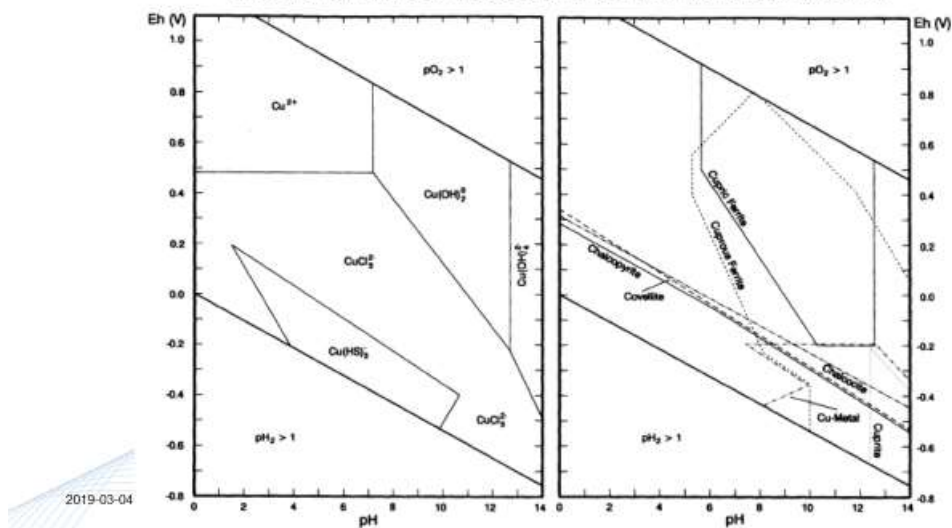 Eh (V)
1.0
0.8
0.6
0.4
0.2
0.0
-0.2
-0.4
-0.6
-0.8
pO₂ > 1
Cu²⁺
Cu(OH)
CuCl
Cu(HS)
Cu(OH)
CuCl
pH₂ > 1
0 2 4 6 8 10 12 14
pH
Eh (V)
1.0
0.8
0.6
0.4
0.2
0.0
-0.2
-0.4
-0.6
-0.8
pO₂ > 1
Cupric Ferrite
Cuprous Ferrite
Chalcopyrite
Covellite
Chalcocite
Cu-Metal
Cuprite
pH₂ > 1
0 2 4 6 8 10 12 14
pH
2019-03-04